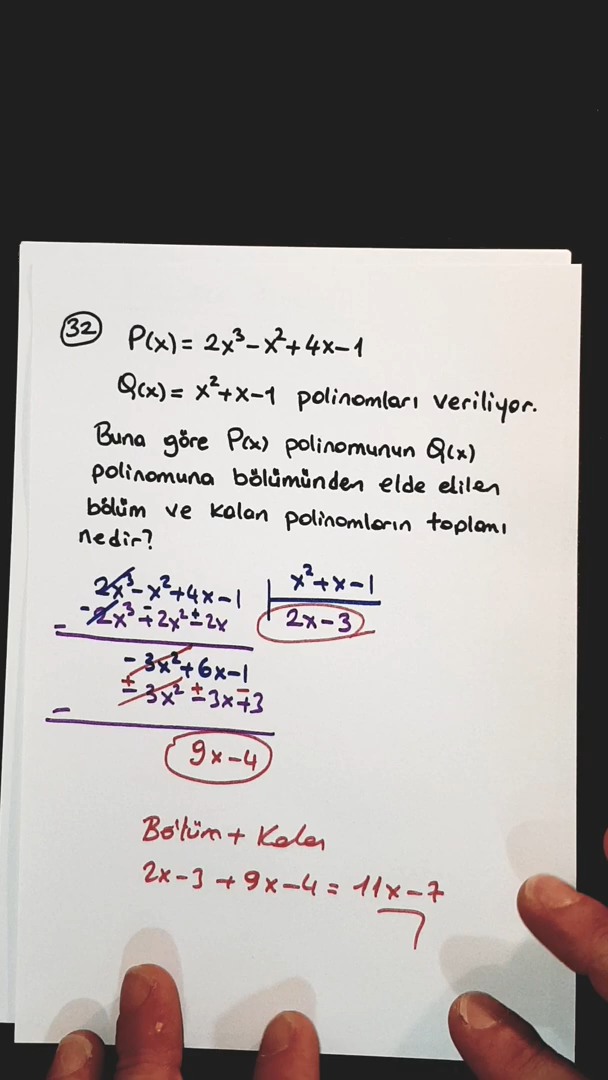 32 P(x) = 2x³ - x² + 4x - 1
Q(x) = x² + x - 1 polinomları veriliyor.
Buna göre P(x) polinomunun Q(x)
polinomuna bölümünden elde edilen
bölüm ve kalan polinomların toplamı
nedir?
2x³ - x² + 4x - 1 | x² + x - 1
2x³ + 2x² - 2x | 2x - 3
- 3x² + 6x - 1
- 3x² - 3x + 3
9x - 4
Bölüm + Kalan
2x - 3 + 9x - 4 = 11x - 7